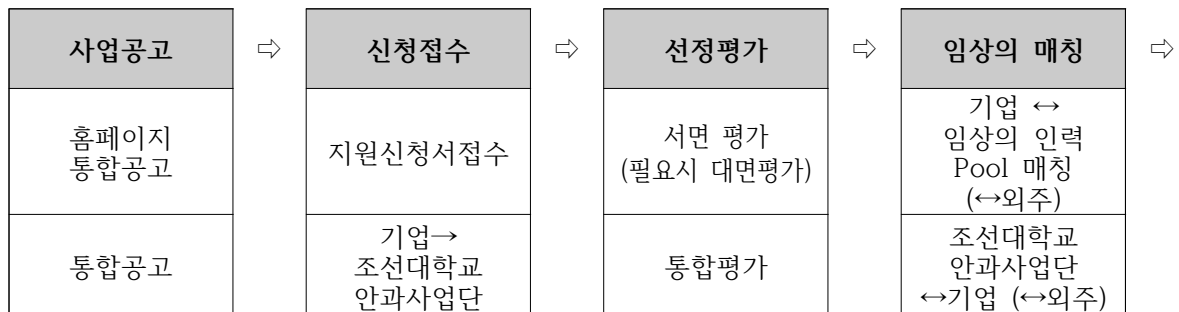 사업공고 ⇨ 신청접수 ⇨ 선정평가 ⇨ 임상의 매칭 ⇨
홈페이지
통합공고
지원신청서접수
서면 평가
(필요시 대면평가)
기업 ↔
임상의 인력
Pool 매칭
(↔외주)
통합공고
기업→
조선대학교
안과사업단
통합평가
조선대학교
안과사업단
↔기업 (↔외주)